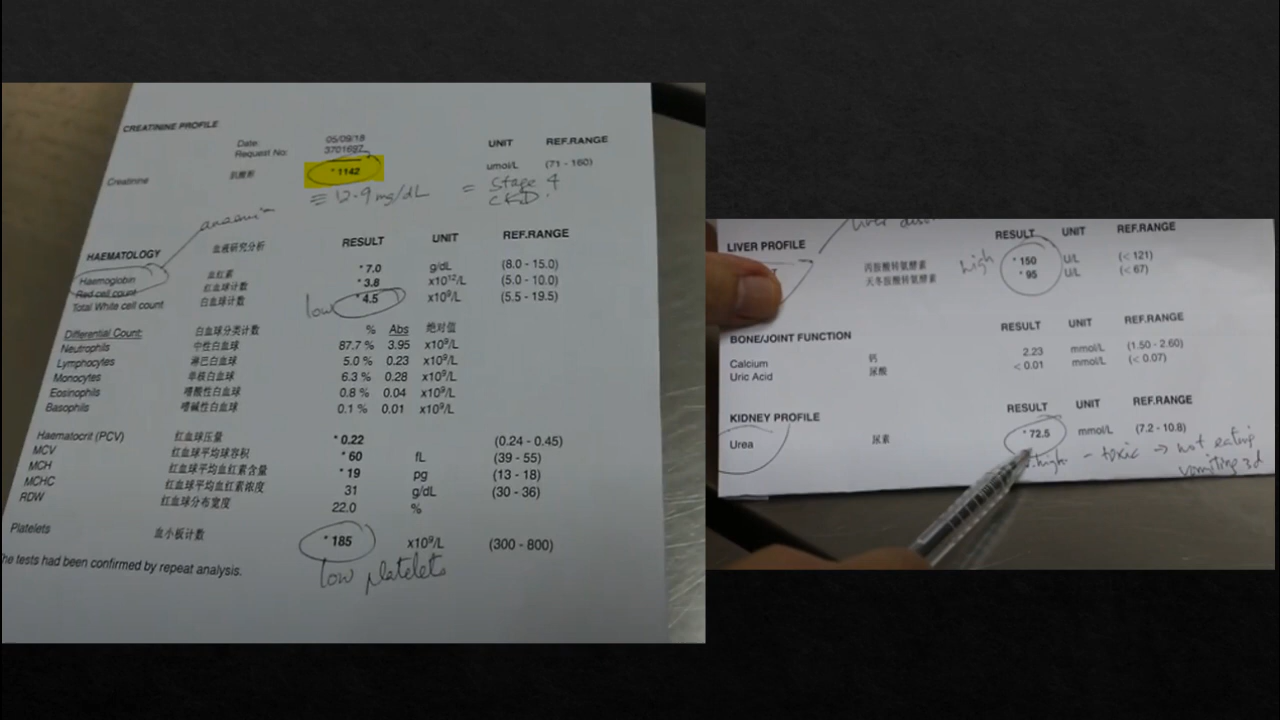 CREATININE PROFILE
Date: 05/09/18
Request No: 3701697 UNIT REF.RANGE
Creatinine 肌酸酐 * 1142 umol/L (71 - 160)
≡ 12.9 mg/dL = Stage 4
CKD.
anaemia
HAEMATOLOGY 血液研究分析 RESULT UNIT REF.RANGE
Haemoglobin 血红素 * 7.0 g/dL (8.0 - 15.0)
Red cell count 红血球计数 * 3.8 x10¹²/L (5.0 - 10.0)
Total White cell count 白血球计数 low * 4.5 x10⁹/L (5.5 - 19.5)
Differential Count: 白血球分类计数 % Abs 绝对值
Neutrophils 中性白血球 87.7 % 3.95 x10⁹/L
Lymphocytes 淋巴白血球 5.0 % 0.23 x10⁹/L
Monocytes 单核白血球 6.3 % 0.28 x10⁹/L
Eosinophils 嗜酸性白血球 0.8 % 0.04 x10⁹/L
Basophils 嗜碱性白血球 0.1 % 0.01 x10⁹/L
Haematocrit (PCV) 红血球压量 * 0.22 (0.24 - 0.45)
MCV 红血球平均球容积 * 60 fL (39 - 55)
MCH 红血球平均血红素含量 * 19 pg (13 - 18)
MCHC 红血球平均血红素浓度 31 g/dL (30 - 36)
RDW 红血球分布宽度 22.0 %
Platelets 血小板计数 * 185 x10⁹/L (300 - 800)
The tests had been confirmed by repeat analysis.
low platelets
liver
LIVER PROFILE RESULT UNIT REF.RANGE
丙胺酸转氨酵素 high * 150 U/L (< 121)
天冬胺酸转氨酵素 * 95 U/L (< 67)
BONE/JOINT FUNCTION RESULT UNIT REF.RANGE
Calcium 钙 2.23 mmol/L (1.50 - 2.60)
Uric Acid 尿酸 < 0.01 mmol/L (< 0.07)
KIDNEY PROFILE RESULT UNIT REF.RANGE
Urea 尿素 * 72.5 mmol/L (7.2 - 10.8)
high - toxic → not eating
vomiting 3d